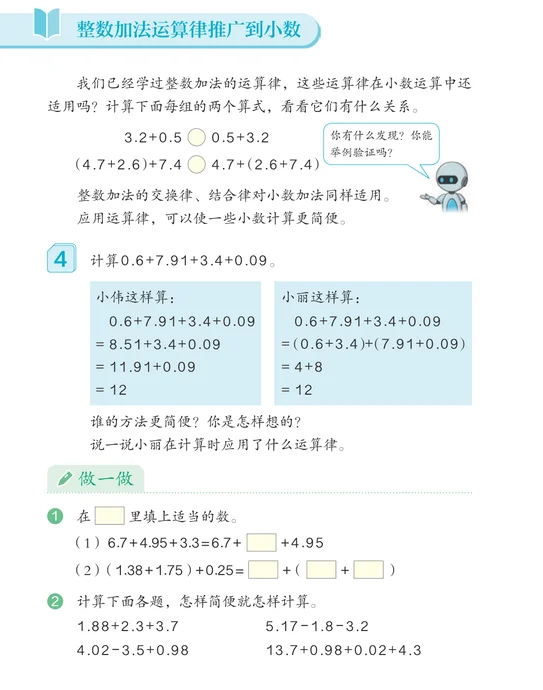 整数加法运算律推广到小数
我们已经学过整数加法的运算律，这些运算律在小数运算中还
适用吗？计算下面每组的两个算式，看看它们有什么关系。
3.2+0.5 ○ 0.5+3.2
(4.7+2.6)+7.4 ○ 4.7+(2.6+7.4)
你有什么发现？你能
举例验证吗？
整数加法的交换律、结合律对小数加法同样适用。
应用运算律，可以使一些小数计算更简便。
4 计算0.6+7.91+3.4+0.09。
小伟这样算：
0.6+7.91+3.4+0.09
= 8.51+3.4+0.09
= 11.91+0.09
= 12
小丽这样算：
0.6+7.91+3.4+0.09
=(0.6+3.4)+(7.91+0.09)
= 4+8
= 12
谁的方法更简便？你是怎样想的？
说一说小丽在计算时应用了什么运算律。
做一做
1 在 □ 里填上适当的数。
（1）6.7+4.95+3.3=6.7+ □ +4.95
（2）（1.38+1.75）+0.25= □ +（ □ + □ ）
2 计算下面各题，怎样简便就怎样计算。
1.88+2.3+3.7 5.17-1.8-3.2
4.02-3.5+0.98 13.7+0.98+0.02+4.3